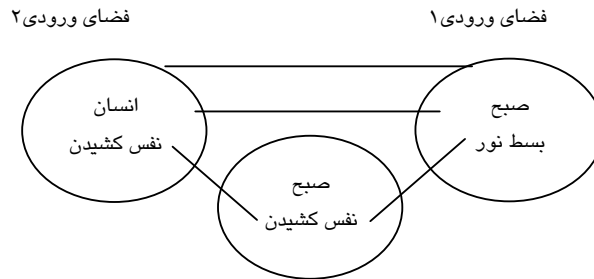 فضای ورودی۱
فضای ورودی۲
صبح
بسط نور
انسان
نفس کشیدن
صبح
نفس کشیدن